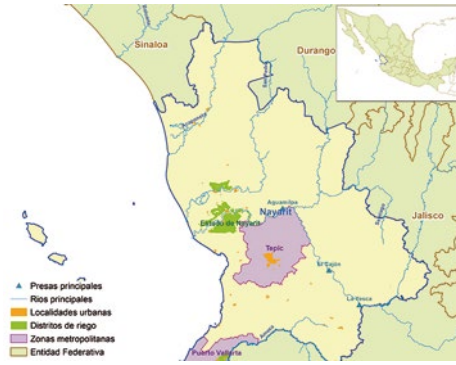 Sinaloa
Durango
Aguamilpa
Nayarit
Estado de Nayarit
Jalisco
Tepic
El Cajón
La Yesca
Presas principales
Ríos principales
Localidades urbanas
Distritos de riego
Zonas metropolitanas
Entidad Federativa
Puerto Vallarta